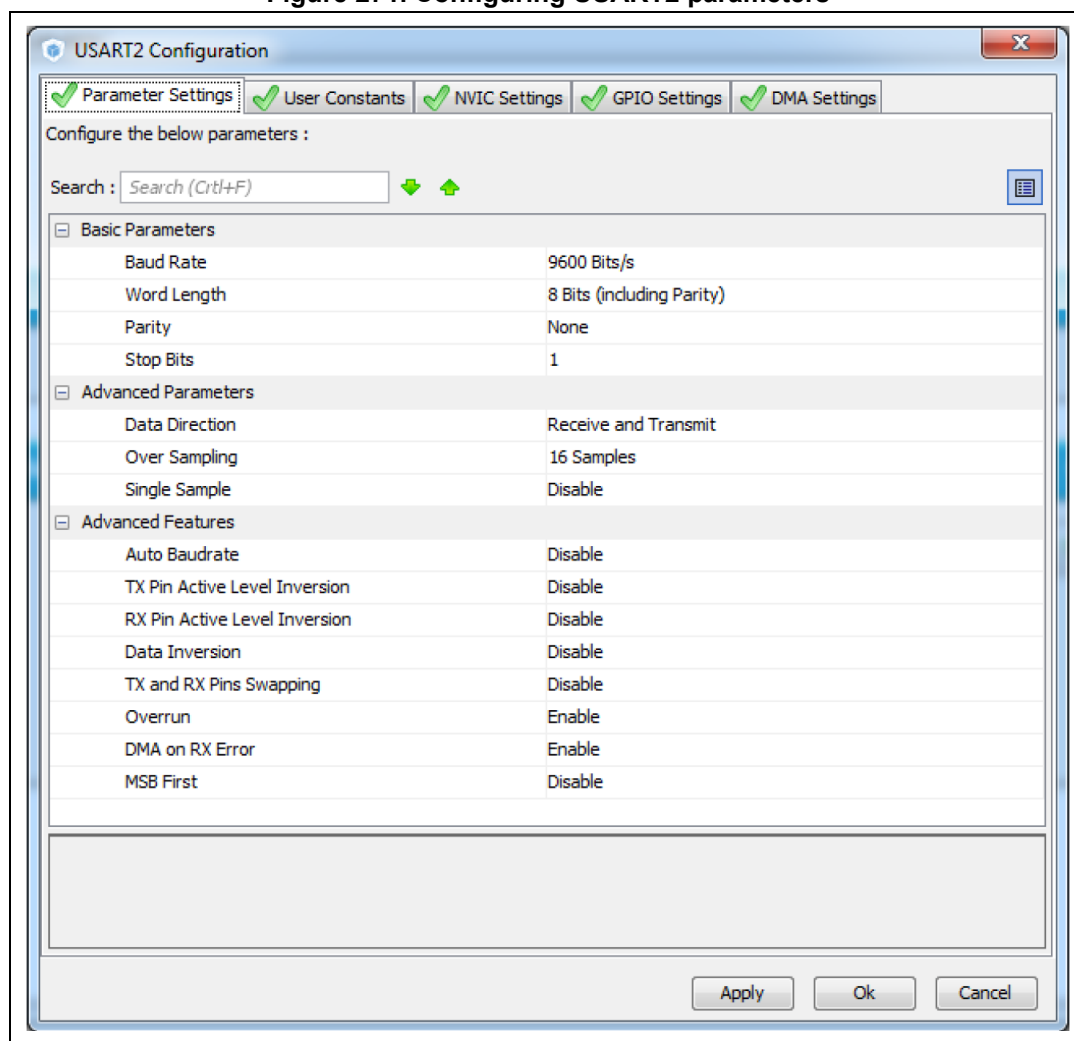 Configuring USART2 parameters
USART2 Configuration
Parameter Settings User Constants NVIC Settings GPIO Settings DMA Settings
Configure the below parameters :
Search : Search (Crtl+F)
Basic Parameters
Baud Rate 9600 Bits/s
Word Length 8 Bits (including Parity)
Parity None
Stop Bits 1
Advanced Parameters
Data Direction Receive and Transmit
Over Sampling 16 Samples
Single Sample Disable
Advanced Features
Auto Baudrate Disable
TX Pin Active Level Inversion Disable
RX Pin Active Level Inversion Disable
Data Inversion Disable
TX and RX Pins Swapping Disable
Overrun Enable
DMA on RX Error Enable
MSB First Disable
Apply Ok Cancel